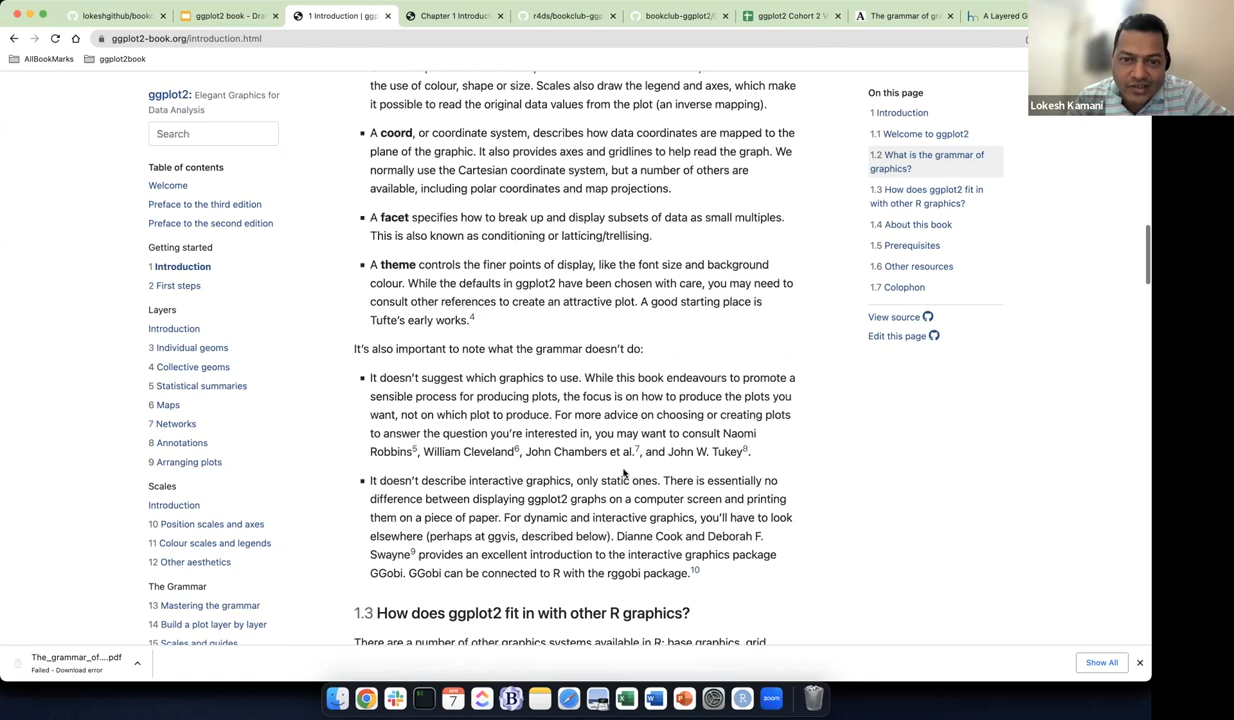 lokeshgithub/bookc
ggplot2 book - Dra
1 Introduction | ggp
Chapter 1 Introduct
r4ds/bookclub-ggp
bookclub-ggplot2/
ggplot2 Cohort 2 V
The grammar of gr
A Layered G
ggplot2-book.org/introduction.html
AllBookMarks
ggplot2book
Lokesh Kamani
ggplot2: Elegant Graphics for
Data Analysis
Search
Table of contents
Welcome
Preface to the third edition
Preface to the second edition
Getting started
1 Introduction
2 First steps
Layers
Introduction
3 Individual geoms
4 Collective geoms
5 Statistical summaries
6 Maps
7 Networks
8 Annotations
9 Arranging plots
Scales
Introduction
10 Position scales and axes
11 Colour scales and legends
12 Other aesthetics
The Grammar
13 Mastering the grammar
14 Build a plot layer by layer
15 Scales and guides
the use of colour, shape or size. Scales also draw the legend and axes, which make
it possible to read the original data values from the plot (an inverse mapping).
▪ A coord, or coordinate system, describes how data coordinates are mapped to the
plane of the graphic. It also provides axes and gridlines to help read the graph. We
normally use the Cartesian coordinate system, but a number of others are
available, including polar coordinates and map projections.
▪ A facet specifies how to break up and display subsets of data as small multiples.
This is also known as conditioning or latticing/trellising.
▪ A theme controls the finer points of display, like the font size and background
colour. While the defaults in ggplot2 have been chosen with care, you may need to
consult other references to create an attractive plot. A good starting place is
Tufte's early works.4
It's also important to note what the grammar doesn't do:
▪ It doesn't suggest which graphics to use. While this book endeavours to promote a
sensible process for producing plots, the focus is on how to produce the plots you
want, not on which plot to produce. For more advice on choosing or creating plots
to answer the question you're interested in, you may want to consult Naomi
Robbins5, William Cleveland6, John Chambers et al.7, and John W. Tukey8.
▪ It doesn't describe interactive graphics, only static ones. There is essentially no
difference between displaying ggplot2 graphs on a computer screen and printing
them on a piece of paper. For dynamic and interactive graphics, you'll have to look
elsewhere (perhaps at ggvis, described below). Dianne Cook and Deborah F.
Swayne9 provides an excellent introduction to the interactive graphics package
GGobi. GGobi can be connected to R with the rggobi package.10
1.3 How does ggplot2 fit in with other R graphics?
There are a number of other graphics systems available in R: base graphics, grid
On this page
1 Introduction
1.1 Welcome to ggplot2
1.2 What is the grammar of
graphics?
1.3 How does ggplot2 fit in
with other R graphics?
1.4 About this book
1.5 Prerequisites
1.6 Other resources
1.7 Colophon
View source
Edit this page
The_grammar_of....pdf
Failed - Download error
Show All
APR
7
zoom